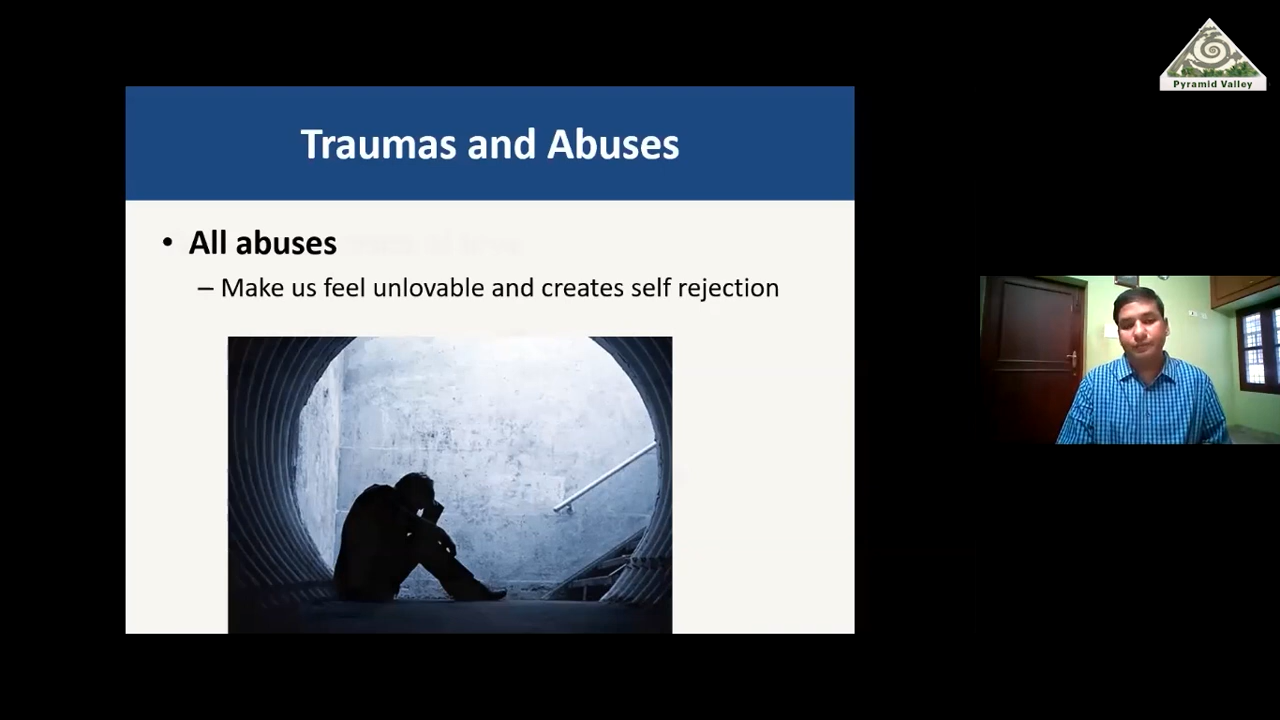 Pyramid Valley
Traumas and Abuses
• All abuses
– Make us feel unlovable and creates self rejection